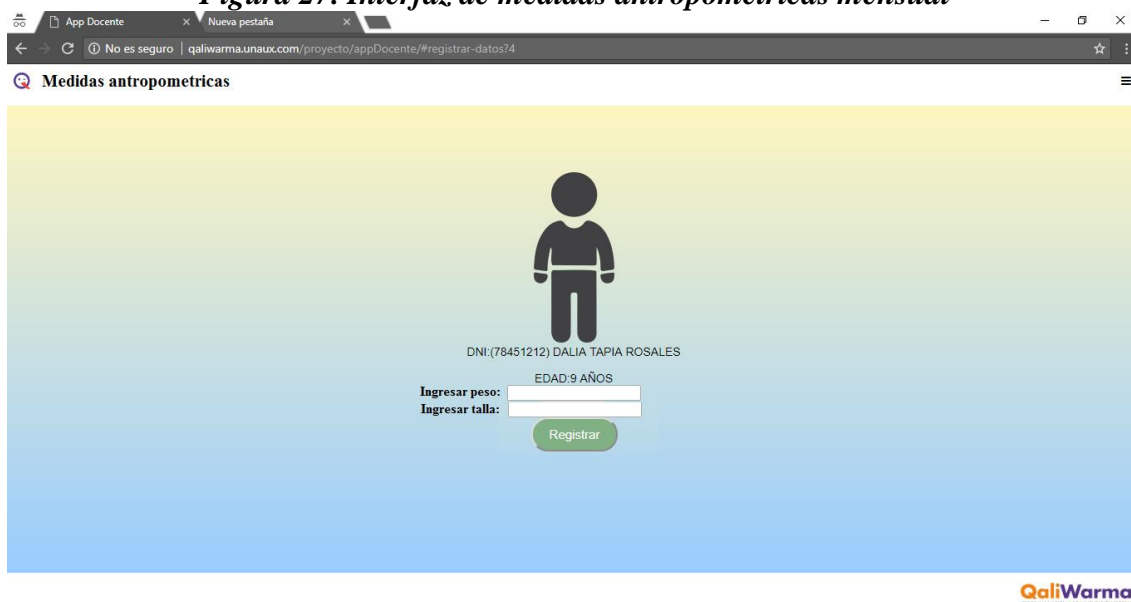 Figura 27: Interfaz de medidas antropométricas mensual
App Docente
Nueva pestaña
No es seguro | qaliwarma.unaux.com/proyecto/appDocente/#registrar-datos?4
Medidas antropometricas
DNI:(78451212) DALIA TAPIA ROSALES
EDAD:9 AÑOS
Ingresar peso:
Ingresar talla:
Registrar
QaliWarma